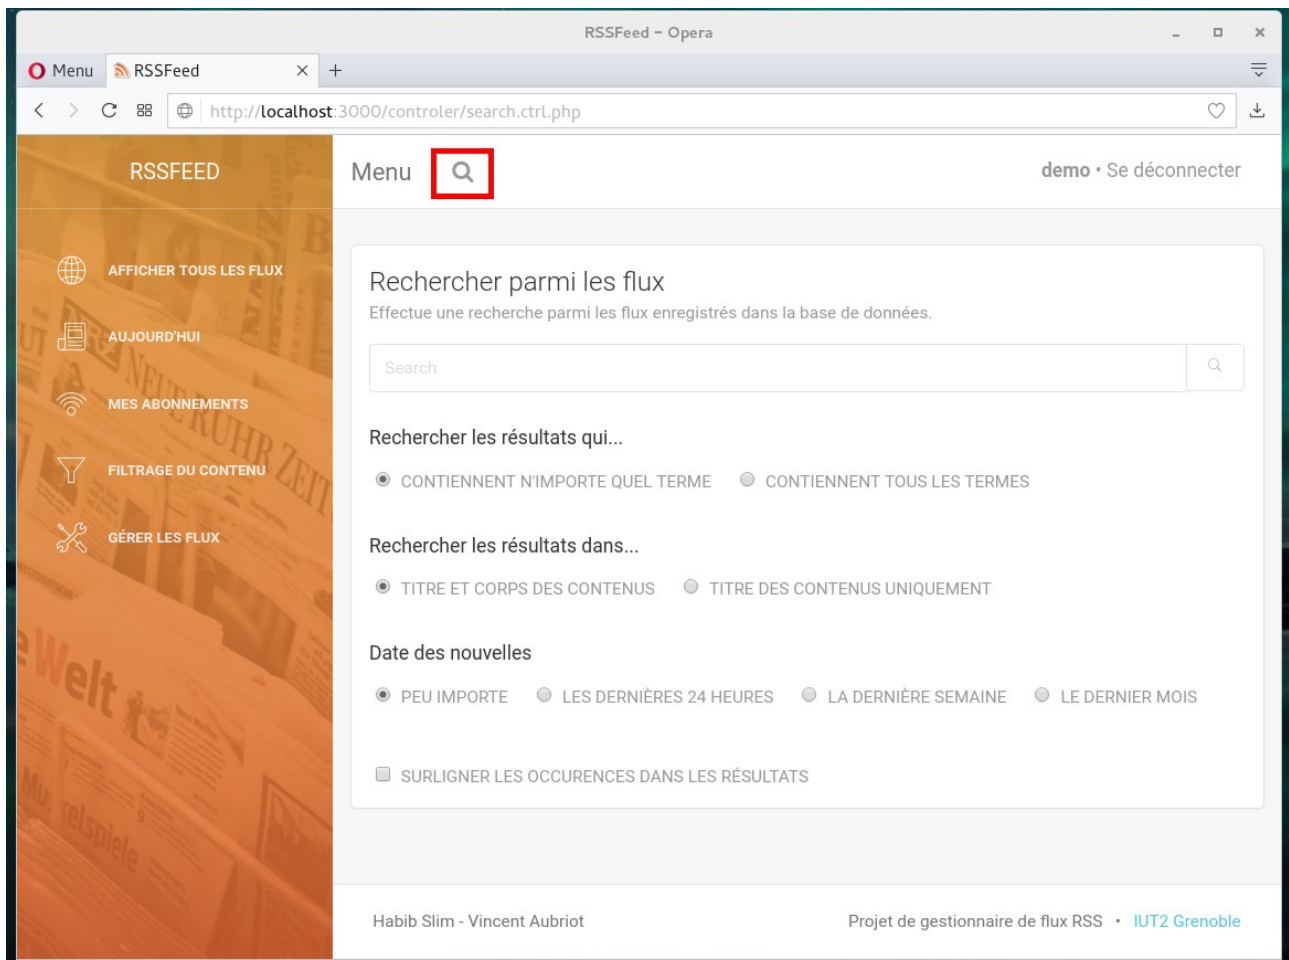 RSSFeed – Opera
Menu RSSFeed
http://localhost:3000/controler/search.ctrl.php
RSSFEED
Menu
demo • Se déconnecter
AFFICHER TOUS LES FLUX
AUJOURD'HUI
MES ABONNEMENTS
FILTRAGE DU CONTENU
GÉRER LES FLUX
NEUE RUHR ZEIT
Welt
kelspiele
Rechercher parmi les flux
Effectue une recherche parmi les flux enregistrés dans la base de données.
Search
Rechercher les résultats qui...
CONTIENNENT N'IMPORTE QUEL TERME CONTIENNENT TOUS LES TERMES
Rechercher les résultats dans...
TITRE ET CORPS DES CONTENUS TITRE DES CONTENUS UNIQUEMENT
Date des nouvelles
PEU IMPORTE LES DERNIÈRES 24 HEURES LA DERNIÈRE SEMAINE LE DERNIER MOIS
SURLIGNER LES OCCURENCES DANS LES RÉSULTATS
Habib Slim - Vincent Aubriot
Projet de gestionnaire de flux RSS • IUT2 Grenoble